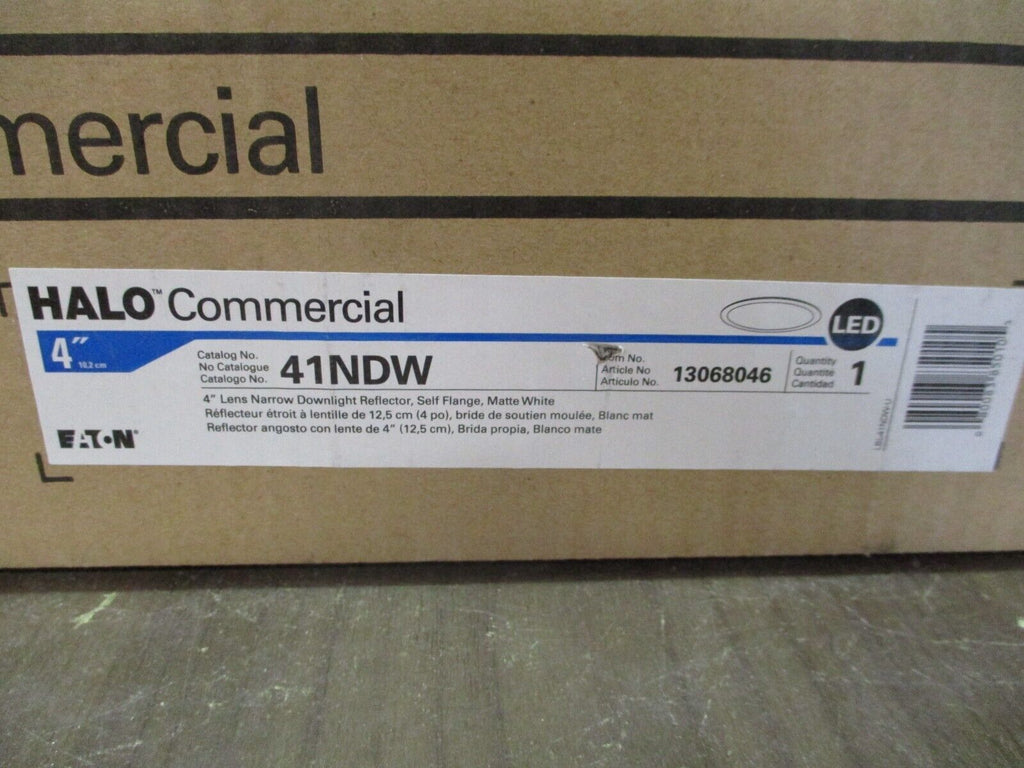 mercial
HALO™ Commercial
LED
4"
10.2 cm
Catalog No.
No Catalogue
Catalogo No.
41NDW
No.
Article No
Articulo No.
13068046
Quantity
Quantite
Cantidad
1
4" Lens Narrow Downlight Reflector, Self Flange, Matte White
Réflecteur étroit à lentille de 12,5 cm (4 po), bride de soutien moulée, Blanc mat
Reflector angosto con lente de 4" (12,5 cm), Brida propia, Blanco mate
EATON
LBL41NDW-U